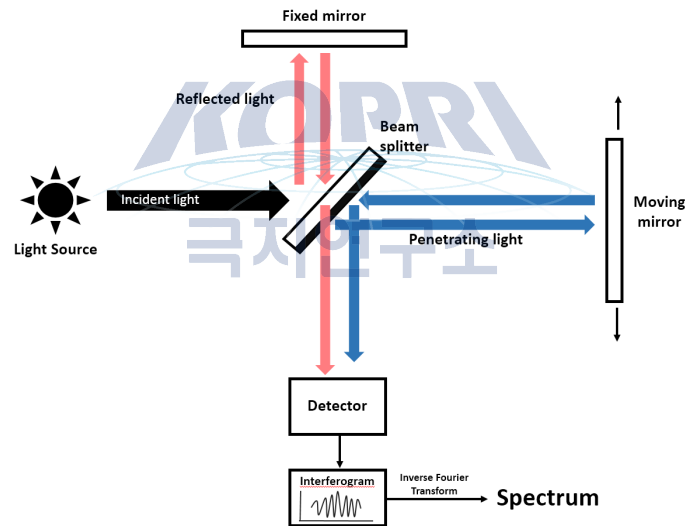 Fixed mirror
KOPRI
Reflected light
Beam
splitter
Incident light
Light Source
Moving
mirror
Penetrating light
극지연구소
Detector
Interferogram
Inverse Fourier
Transform
Spectrum